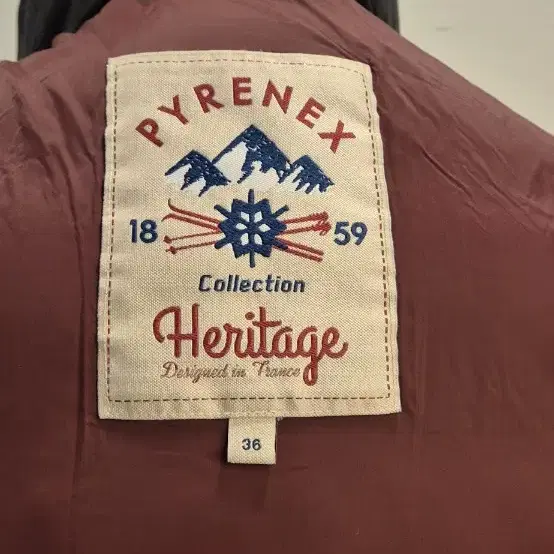 PYRENEX
18 59
Collection
Heritage
Designed in France
36